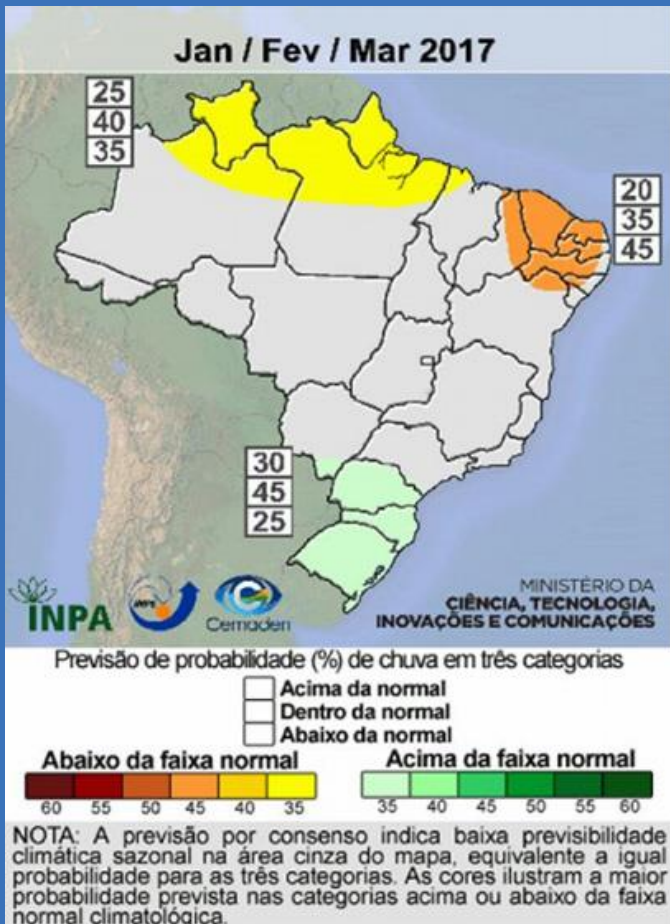 Jan / Fev / Mar 2017
25
40
35
20
35
45
30
45
25
INPA
Cemaden
MINISTÉRIO DA
CIÊNCIA, TECNOLOGIA,
INOVAÇÕES E COMUNICAÇÕES
Previsão de probabilidade (%) de chuva em três categorias
Acima da normal
Dentro da normal
Abaixo da normal
Abaixo da faixa normal
60 55 50 45 40 35
Acima da faixa normal
35 40 45 50 55 60
NOTA: A previsão por consenso indica baixa previsibilidade
climática sazonal na área cinza do mapa, equivalente a igual
probabilidade para as três categorias. As cores ilustram a maior
probabilidade prevista nas categorias acima ou abaixo da faixa
normal climatológica.